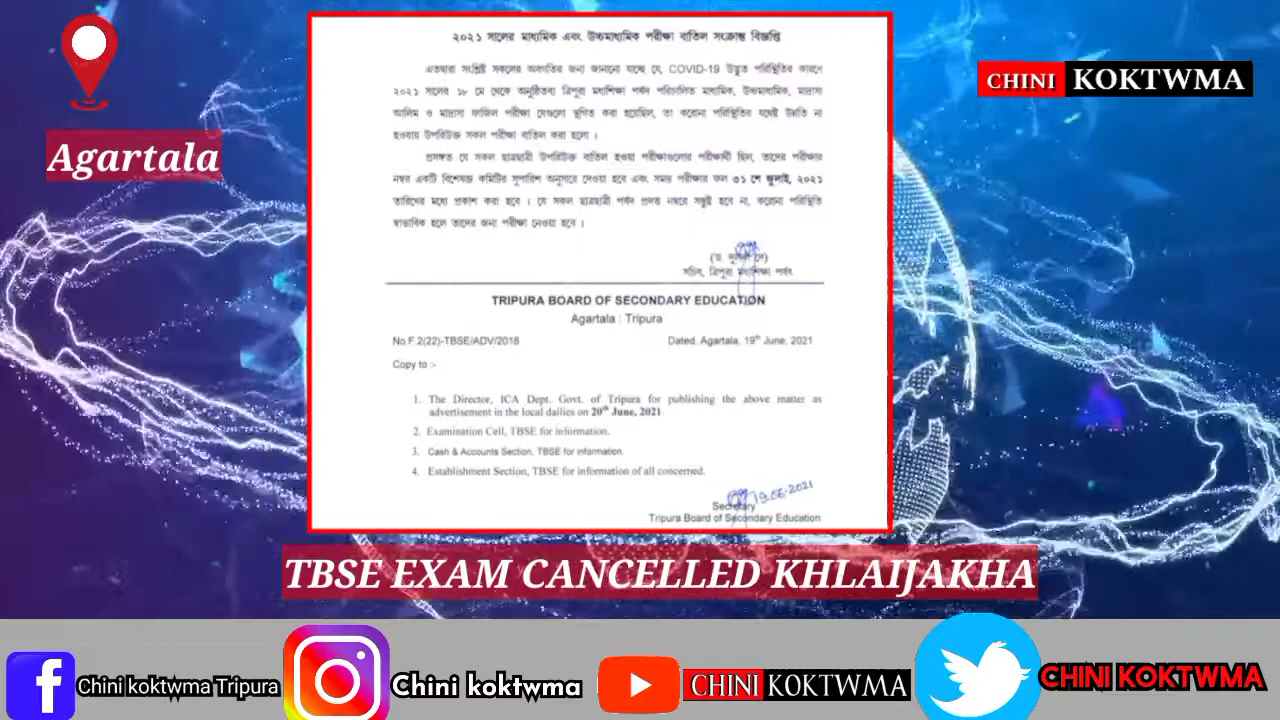 ২০২১ সালের মাধ্যমিক এবং উচ্চমাধ্যমিক পরীক্ষা বাতিল সংক্রান্ত বিজ্ঞপ্তি
এতদ্বারা সংশ্লিষ্ট সকলের অবগতির জন্য জানানো যাচ্ছে যে, COVID-19 উদ্ভূত পরিস্থিতির কারণে
২০২১ সালের ১৮ মে থেকে অনুষ্ঠিতব্য ত্রিপুরা মধ্যশিক্ষা পর্ষদ পরিচালিত মাধ্যমিক, উচ্চমাধ্যমিক, মাদ্রাসা
আলিম ও মাদ্রাসা ফাজিল পরীক্ষা যেগুলো স্থগিত করা হয়েছিল, তা করোনা পরিস্থিতির যথেষ্ট উন্নতি না
হওয়ায় উপরিউক্ত সকল পরীক্ষা বাতিল করা হলো ।
প্রসঙ্গত যে সকল ছাত্রছাত্রী উপরিউক্ত বাতিল হওয়া পরীক্ষাগুলোর পরীক্ষার্থী ছিল, তাদের পরীক্ষার
নম্বর একটি বিশেষজ্ঞ কমিটির সুপারিশ অনুসারে দেওয়া হবে এবং সমস্ত পরীক্ষার ফল ৩১ শে জুলাই, ২০২১
তারিখের মধ্যে প্রকাশ করা হবে । যে সকল ছাত্রছাত্রী পর্ষদ প্রদত্ত নম্বরে সন্তুষ্ট হবে না, করোনা পরিস্থিতি
স্বাভাবিক হলে তাদের জন্য পরীক্ষা নেওয়া হবে ।
(ড. দুলাল দে)
সচিব, ত্রিপুরা মধ্যশিক্ষা পর্ষদ
TRIPURA BOARD OF SECONDARY EDUCATION
Agartala : Tripura
No.F.2(22)-TBSE/ADV/2018 Dated, Agartala, 19th June, 2021
Copy to :-
1. The Director, ICA Dept. Govt. of Tripura for publishing the above matter as
advertisement in the local dailies on 20th June, 2021
2. Examination Cell, TBSE for information.
3. Cash & Accounts Section, TBSE for information.
4. Establishment Section, TBSE for information of all concerned.
19.06.2021
Secretary
Tripura Board of Secondary Education
Agartala
CHINI KOKTWMA
TBSE EXAM CANCELLED KHLAIJAKHA
Chini koktwma Tripura
Chini koktwma
CHINI KOKTWMA
CHINI KOKTWMA